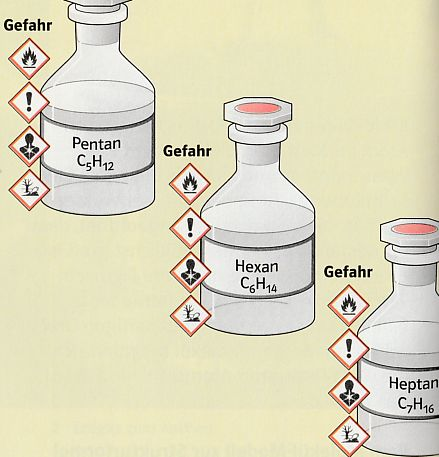 Gefahr
Pentan
C₅H₁₂
Gefahr
Hexan
C₆H₁₄
Gefahr
Heptan
C₇H₁₆